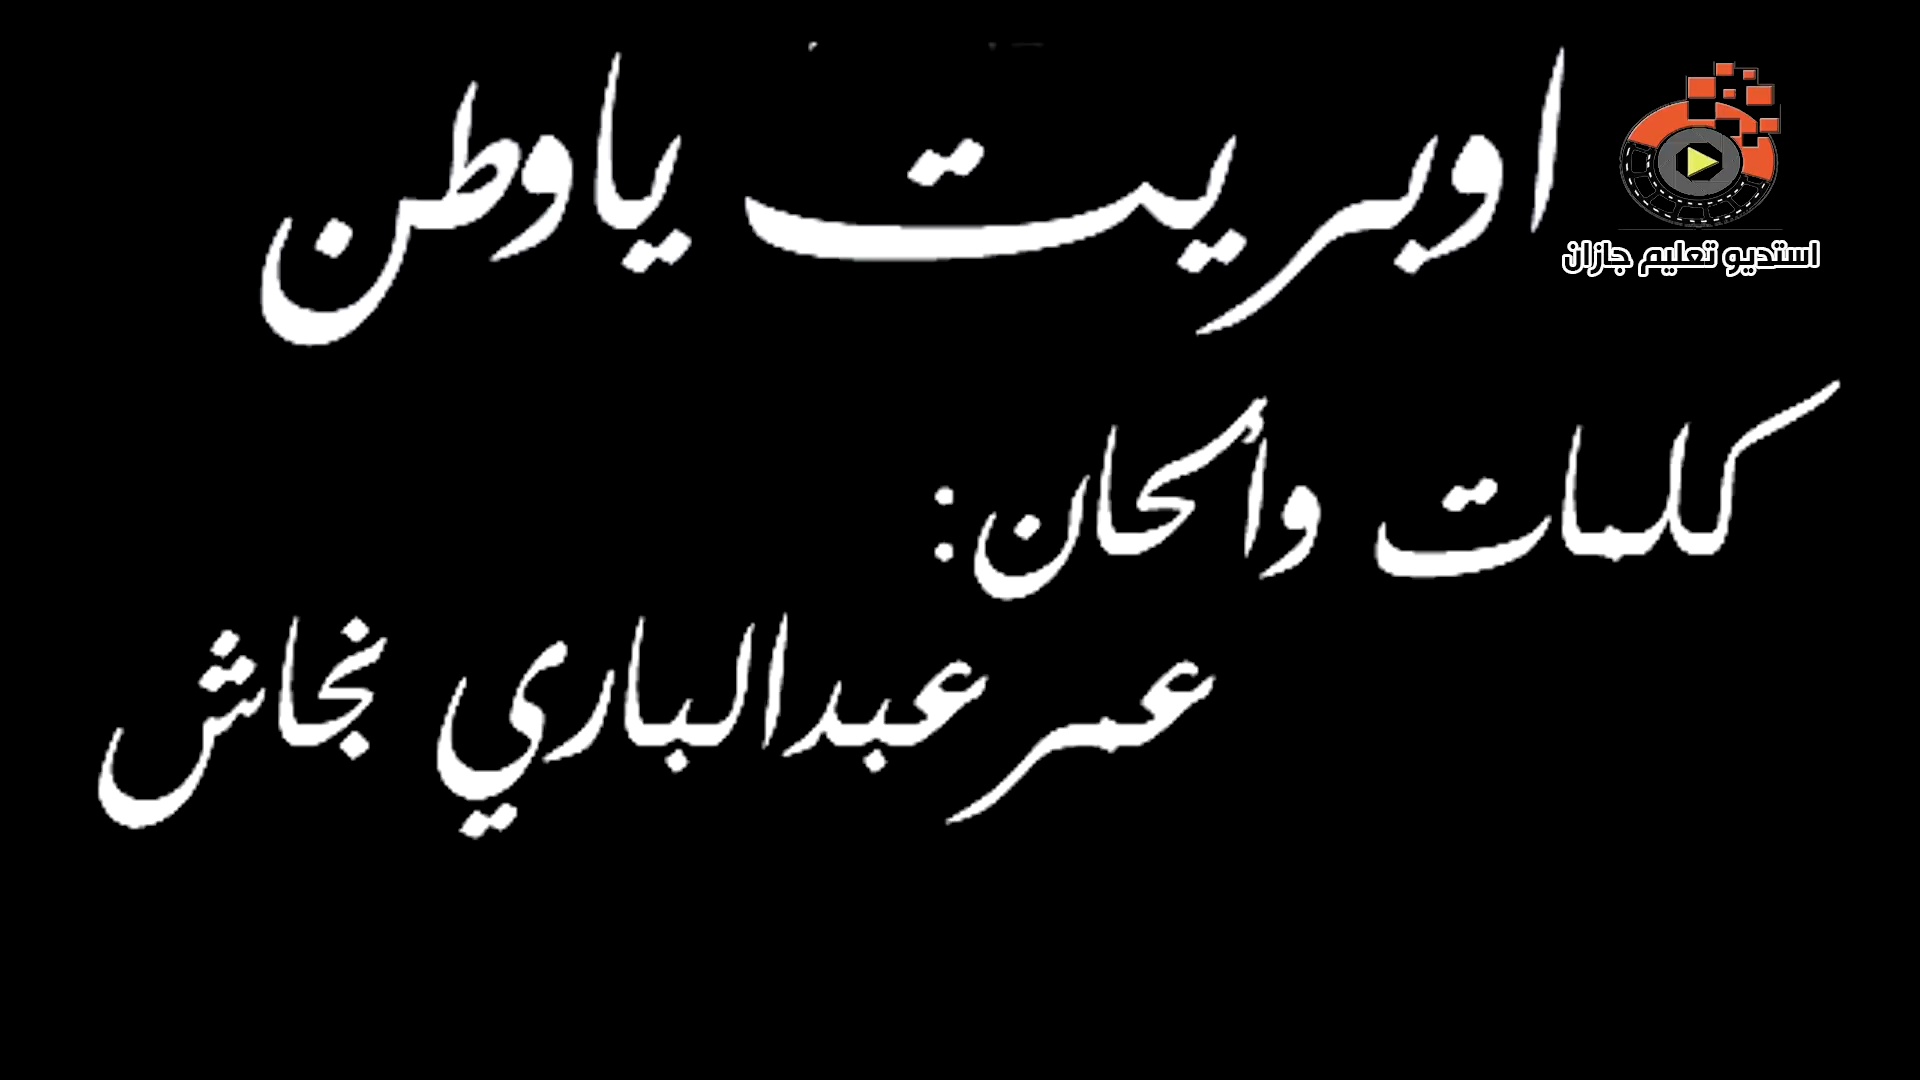 اوبريت ياوطن
استديو تعليم جازان
كلمات وألحان:
عمر عبدالباري نجاش